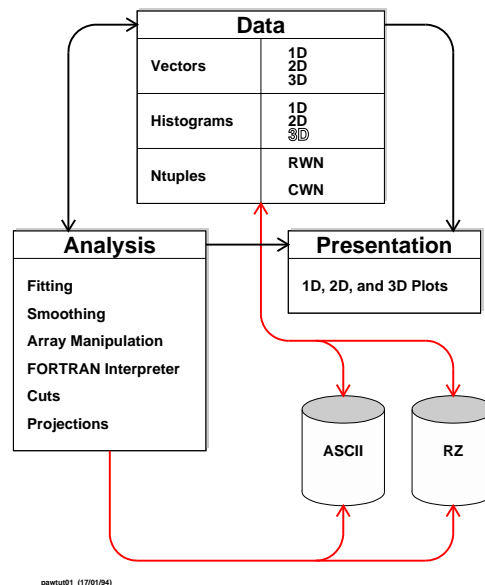 Data
Vectors
1D
2D
3D
Histograms
1D
2D
3D
Ntuples
RWN
CWN
Analysis
Fitting
Smoothing
Array Manipulation
FORTRAN Interpreter
Cuts
Projections
Presentation
1D, 2D, and 3D Plots
ASCII
RZ
pawtut01 (17/01/94)